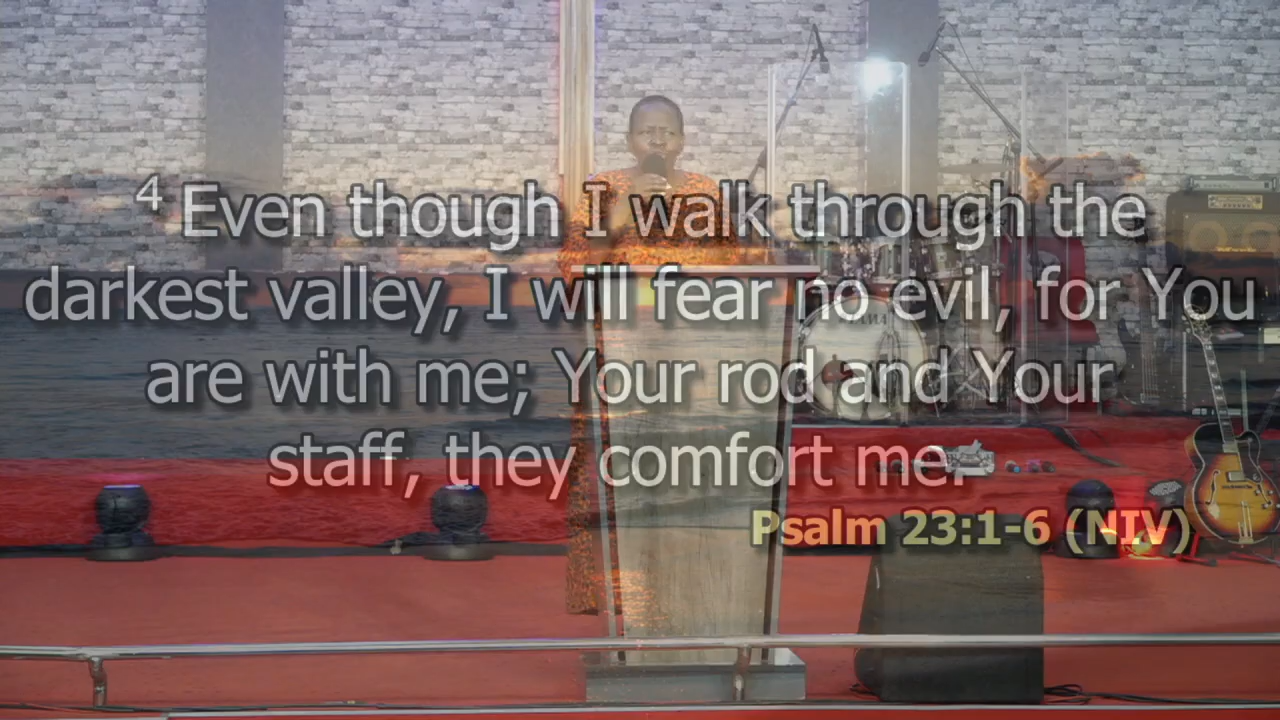 4 Even though I walk through the
darkest valley, I will fear no evil, for You
are with me; Your rod and Your
staff, they comfort me.
Psalm 23:1-6 (NIV)
TAMA